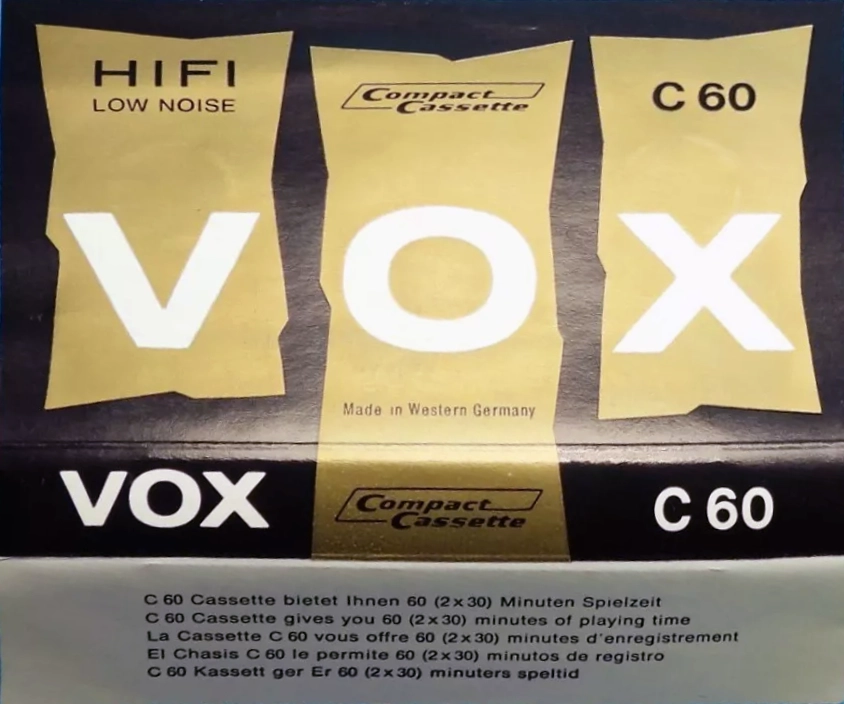 HIFI
LOW NOISE
Compact
Cassette
C 60
VOX
Made in Western Germany
VOX
Compact
Cassette
C 60
C 60 Cassette bietet Ihnen 60 (2x30) Minuten Spielzeit
C 60 Cassette gives you 60 (2x30) minutes of playing time
La Cassette C 60 vous offre 60 (2x30) minutes d'enregistrement
El Chasis C 60 le permite 60 (2x30) minutos de registro
C 60 Kassett ger Er 60 (2x30) minuters speltid